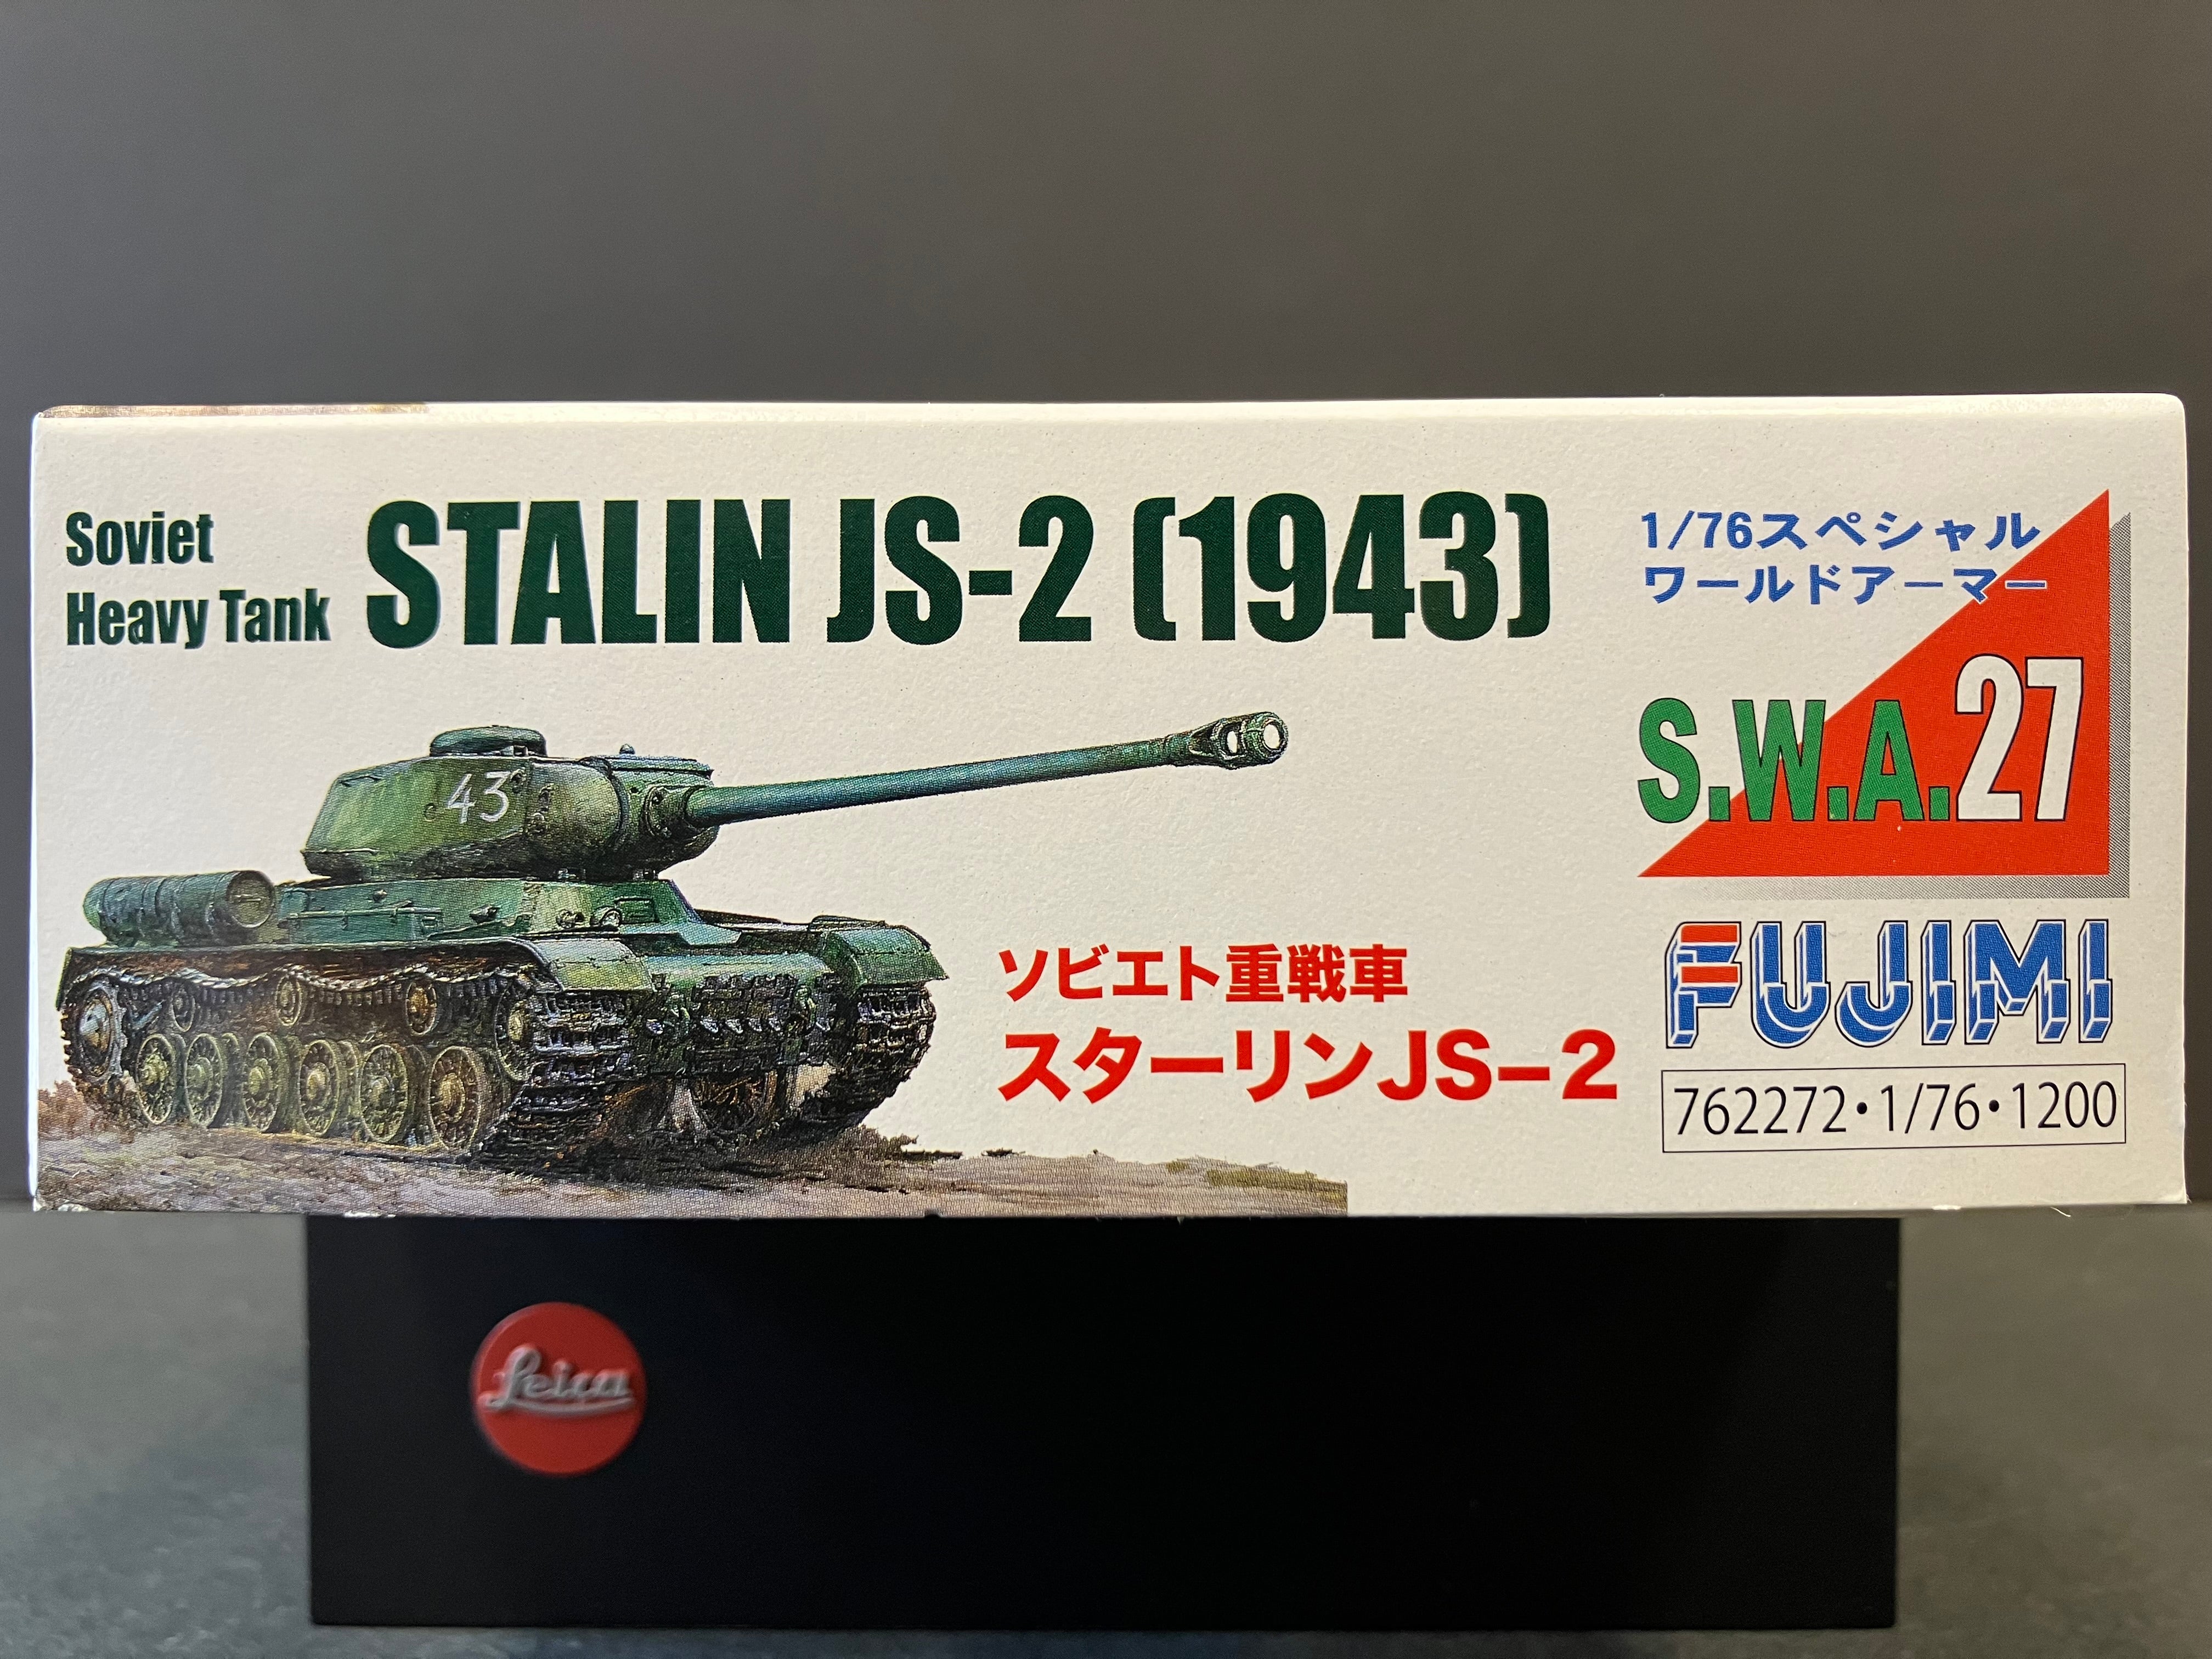 Soviet
Heavy Tank
STALIN JS-2 (1943)
1/76スペシャル
ワールドアーマー
S.W.A.27
43
ソビエト重戦車
スターリンJS-2
FUJIMI
762272・1/76・1200
Leica